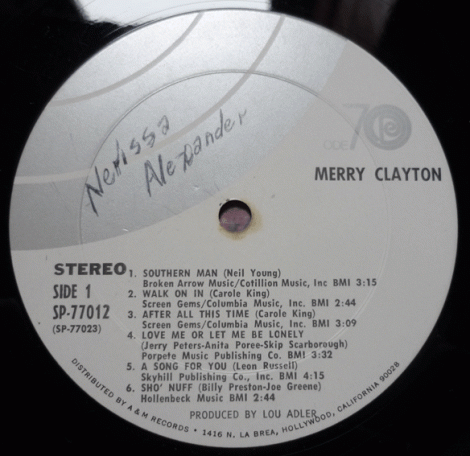 Nerissa
Alexander
ODE 70
MERRY CLAYTON
STEREO
SIDE 1
SP-77012
(SP-77023)
1. SOUTHERN MAN (Neil Young)
Broken Arrow Music/Cotillion Music, Inc BMI 3:15
2. WALK ON IN (Carole King)
Screen Gems/Columbia Music, Inc. BMI 2:44
3. AFTER ALL THIS TIME (Carole King)
Screen Gems/Columbia Music, Inc. BMI 3:09
4. LOVE ME OR LET ME BE LONELY
(Jerry Peters-Anita Poree-Skip Scarborough)
Porpete Music Publishing Co. BMI 3:32
5. A SONG FOR YOU (Leon Russell)
Skyhill Publishing Co., Inc. BMI 4:15
6. SHO' NUFF (Billy Preston-Joe Greene)
Hollenbeck Music BMI 2:44
PRODUCED BY LOU ADLER
DISTRIBUTED BY A & M RECORDS • 1416 N. LA BREA, HOLLYWOOD, CALIFORNIA 90028